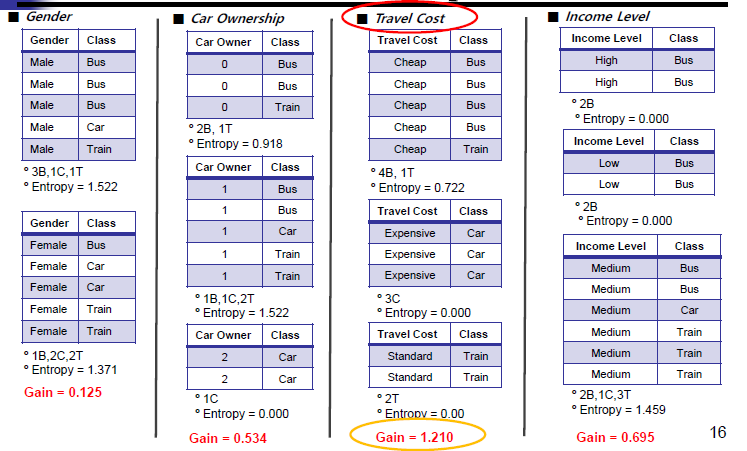 ■ Gender
Gender Class
Male Bus
Male Bus
Male Bus
Male Car
Male Train
º 3B,1C,1T
º Entropy = 1.522
Gender Class
Female Bus
Female Car
Female Car
Female Train
Female Train
º 1B,2C,2T
º Entropy = 1.371
Gain = 0.125
■ Car Ownership
Car Owner Class
0 Bus
0 Bus
0 Train
º 2B, 1T
º Entropy = 0.918
Car Owner Class
1 Bus
1 Bus
1 Car
1 Train
1 Train
º 1B,1C,2T
º Entropy = 1.522
Car Owner Class
2 Car
2 Car
º 1C
º Entropy = 0.000
Gain = 0.534
■ Travel Cost
Travel Cost Class
Cheap Bus
Cheap Bus
Cheap Bus
Cheap Bus
Cheap Train
º 4B, 1T
º Entropy = 0.722
Travel Cost Class
Expensive Car
Expensive Car
Expensive Car
º 3C
º Entropy = 0.000
Travel Cost Class
Standard Train
Standard Train
º 2T
º Entropy = 0.00
Gain = 1.210
■ Income Level
Income Level Class
High Bus
High Bus
º 2B
º Entropy = 0.000
Income Level Class
Low Bus
Low Bus
º 2B
º Entropy = 0.000
Income Level Class
Medium Bus
Medium Bus
Medium Car
Medium Train
Medium Train
Medium Train
º 2B,1C,3T
º Entropy = 1.459
Gain = 0.695
16